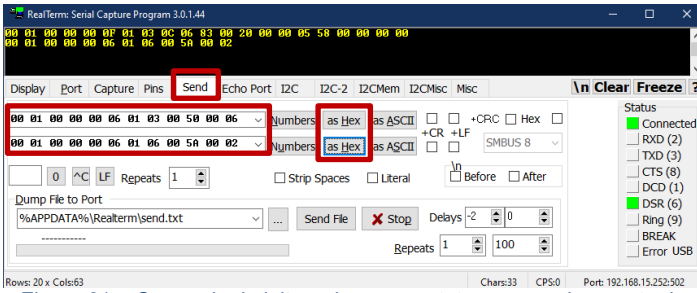 RealTerm: Serial Capture Program 3.0.1.44
00 01 00 00 00 0F 01 03 0C 06 83 00 20 00 00 05 58 00 00 00 00
00 01 00 00 00 06 01 06 00 5A 00 02
Display Port Capture Pins Send Echo Port I2C I2C-2 I2CMem I2CMisc Misc \n Clear Freeze ?
00 01 00 00 00 06 01 03 00 50 00 06 Numbers as Hex as ASCII +CRC Hex
+CR +LF
00 01 00 00 00 06 01 06 00 5A 00 02 Numbers as Hex as ASCII SMBUS 8
0 ^C LF Repeats 1 Strip Spaces Literal \n Before After
Dump File to Port
%APPDATA%\Realterm\send.txt ... Send File Stop Delays -2 0
---------- Repeats 1 100
Status
Connected
RXD (2)
TXD (3)
CTS (8)
DCD (1)
DSR (6)
Ring (9)
BREAK
Error USB
Rows: 20 x Cols:63 Chars:33 CPS:0 Port: 192.168.15.252:502